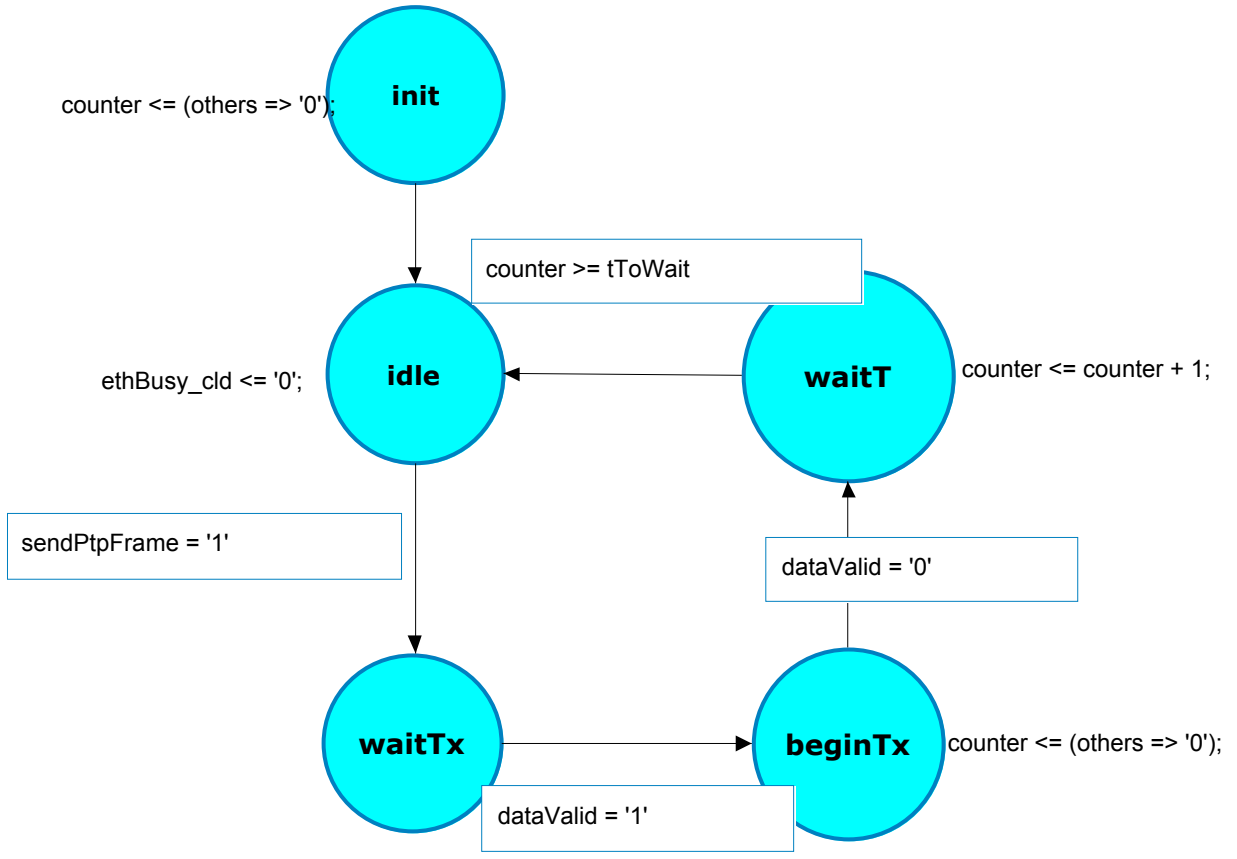 init
counter <= (others => '0');
counter >= tToWait
ethBusy_cld <= '0';
idle
waitT
counter <= counter + 1;
sendPtpFrame = '1'
dataValid = '0'
waitTx
beginTx
counter <= (others => '0');
dataValid = '1'